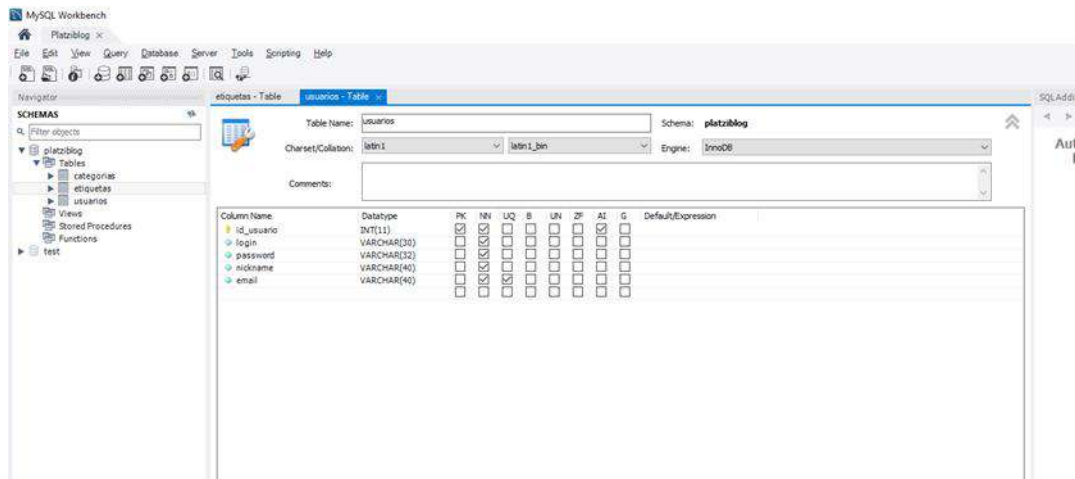 MySQL Workbench
Platziblog ×
File Edit View Query Database Server Tools Scripting Help
Navigator
SCHEMAS
Filter objects
platziblog
Tables
categorias
etiquetas
usuarios
Views
Stored Procedures
Functions
test
etiquetas - Table usuarios - Table ×
Table Name: usuarios Schema: platziblog
Charset/Collation: latin1 latin1_bin Engine: InnoDB
Comments:
Column Name Datatype PK NN UQ B UN ZF AI G Default/Expression
id_usuario INT(11)
login VARCHAR(30)
password VARCHAR(32)
nickname VARCHAR(40)
email VARCHAR(40)
SQLAddi
Aut